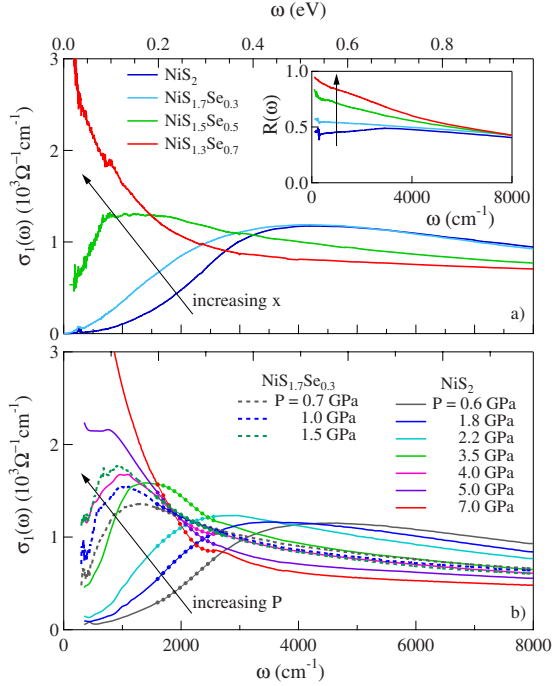 ω (eV)
0.0 0.2 0.4 0.6 0.8
3
2
1
0
σ₁(ω) (10³Ω⁻¹cm⁻¹)
NiS₂
NiS₁.₇Se₀.₃
NiS₁.₅Se₀.₅
NiS₁.₃Se₀.₇
increasing x
a)
1.0
0.5
0.0
R(ω)
0 4000 8000
ω (cm⁻¹)
3
2
1
0
σ₁(ω) (10³Ω⁻¹cm⁻¹)
NiS₁.₇Se₀.₃
P = 0.7 GPa
1.0 GPa
1.5 GPa
NiS₂
P = 0.6 GPa
1.8 GPa
2.2 GPa
3.5 GPa
4.0 GPa
5.0 GPa
7.0 GPa
increasing P
b)
0 2000 4000 6000 8000
ω (cm⁻¹)